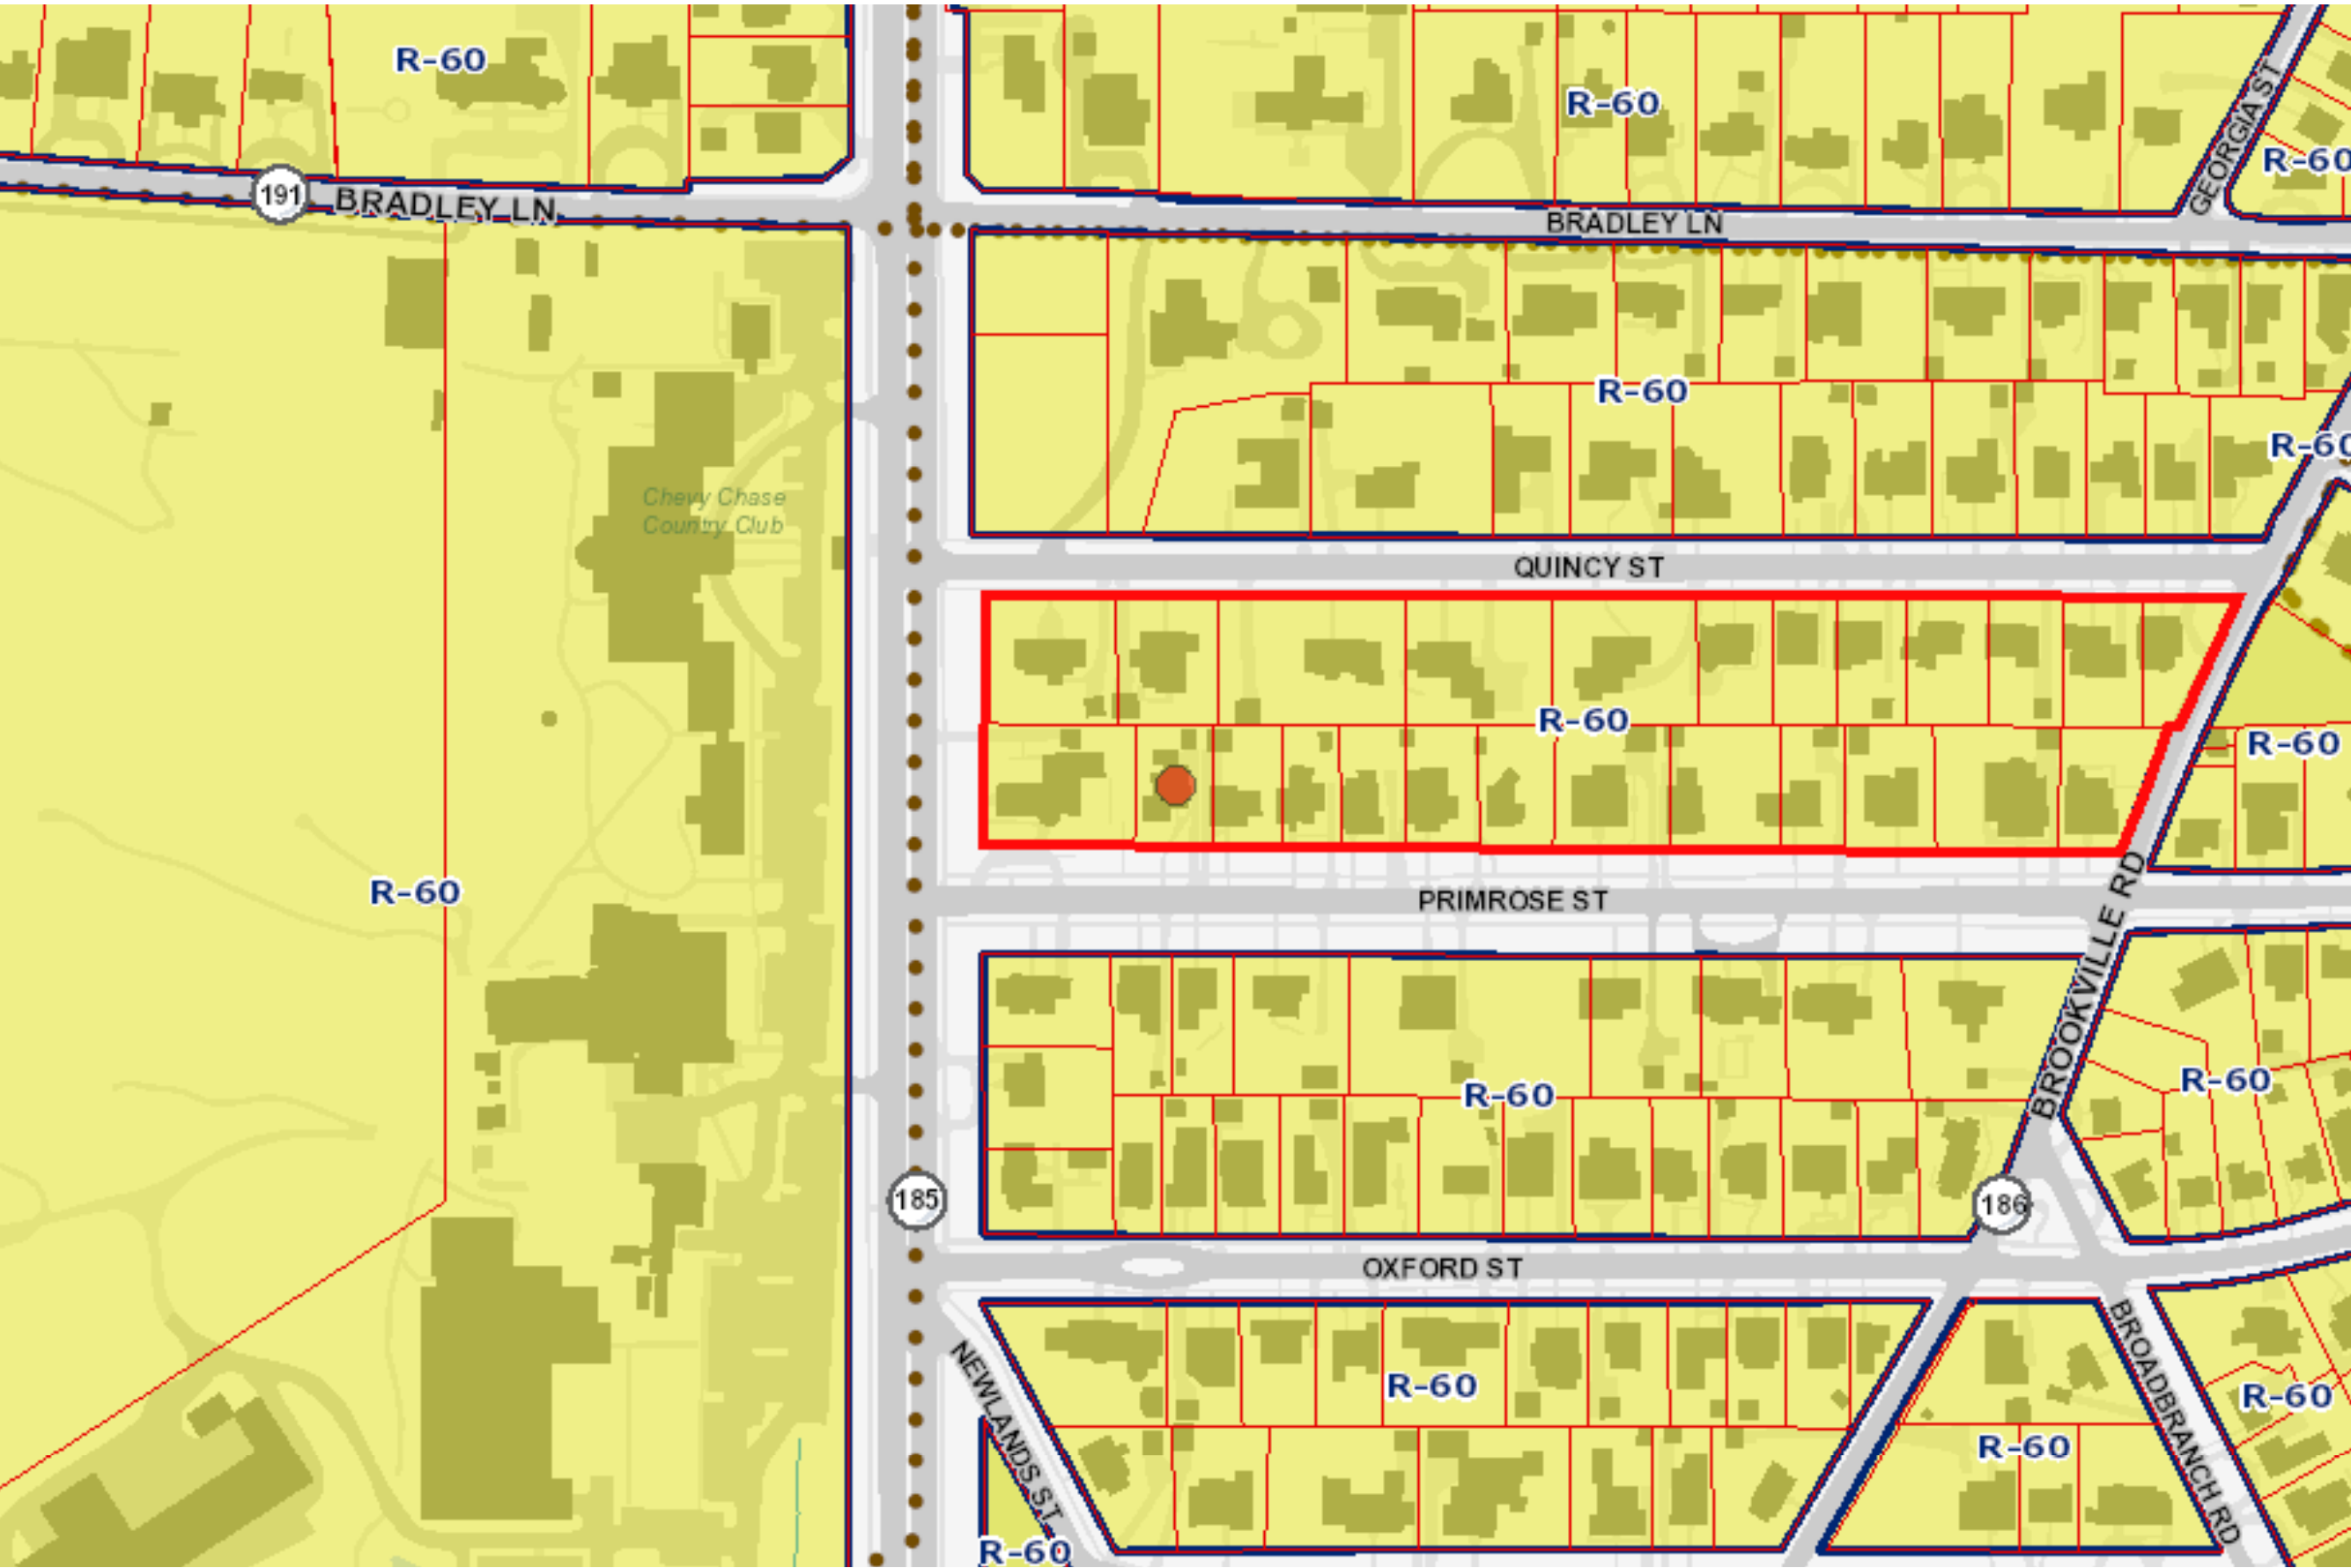 R-60
R-60
GEORGIA ST
R-60
191
BRADLEY LN
BRADLEY LN
R-60
R-60
Chevy Chase
Country Club
QUINCY ST
R-60
R-60
R-60
PRIMROSE ST
BROOKVILLE RD
R-60
R-60
185
186
OXFORD ST
NEWLANDS ST
R-60
BROADBRANCH RD
R-60
R-60
R-60